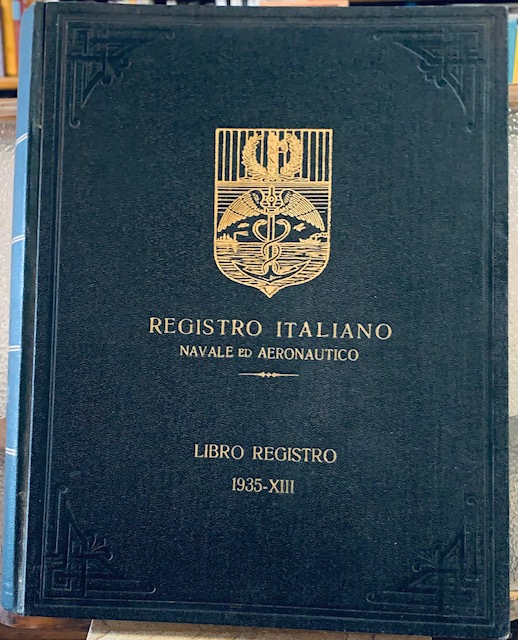 REGISTRO ITALIANO
NAVALE ED AERONAUTICO
LIBRO REGISTRO
1935-XIII